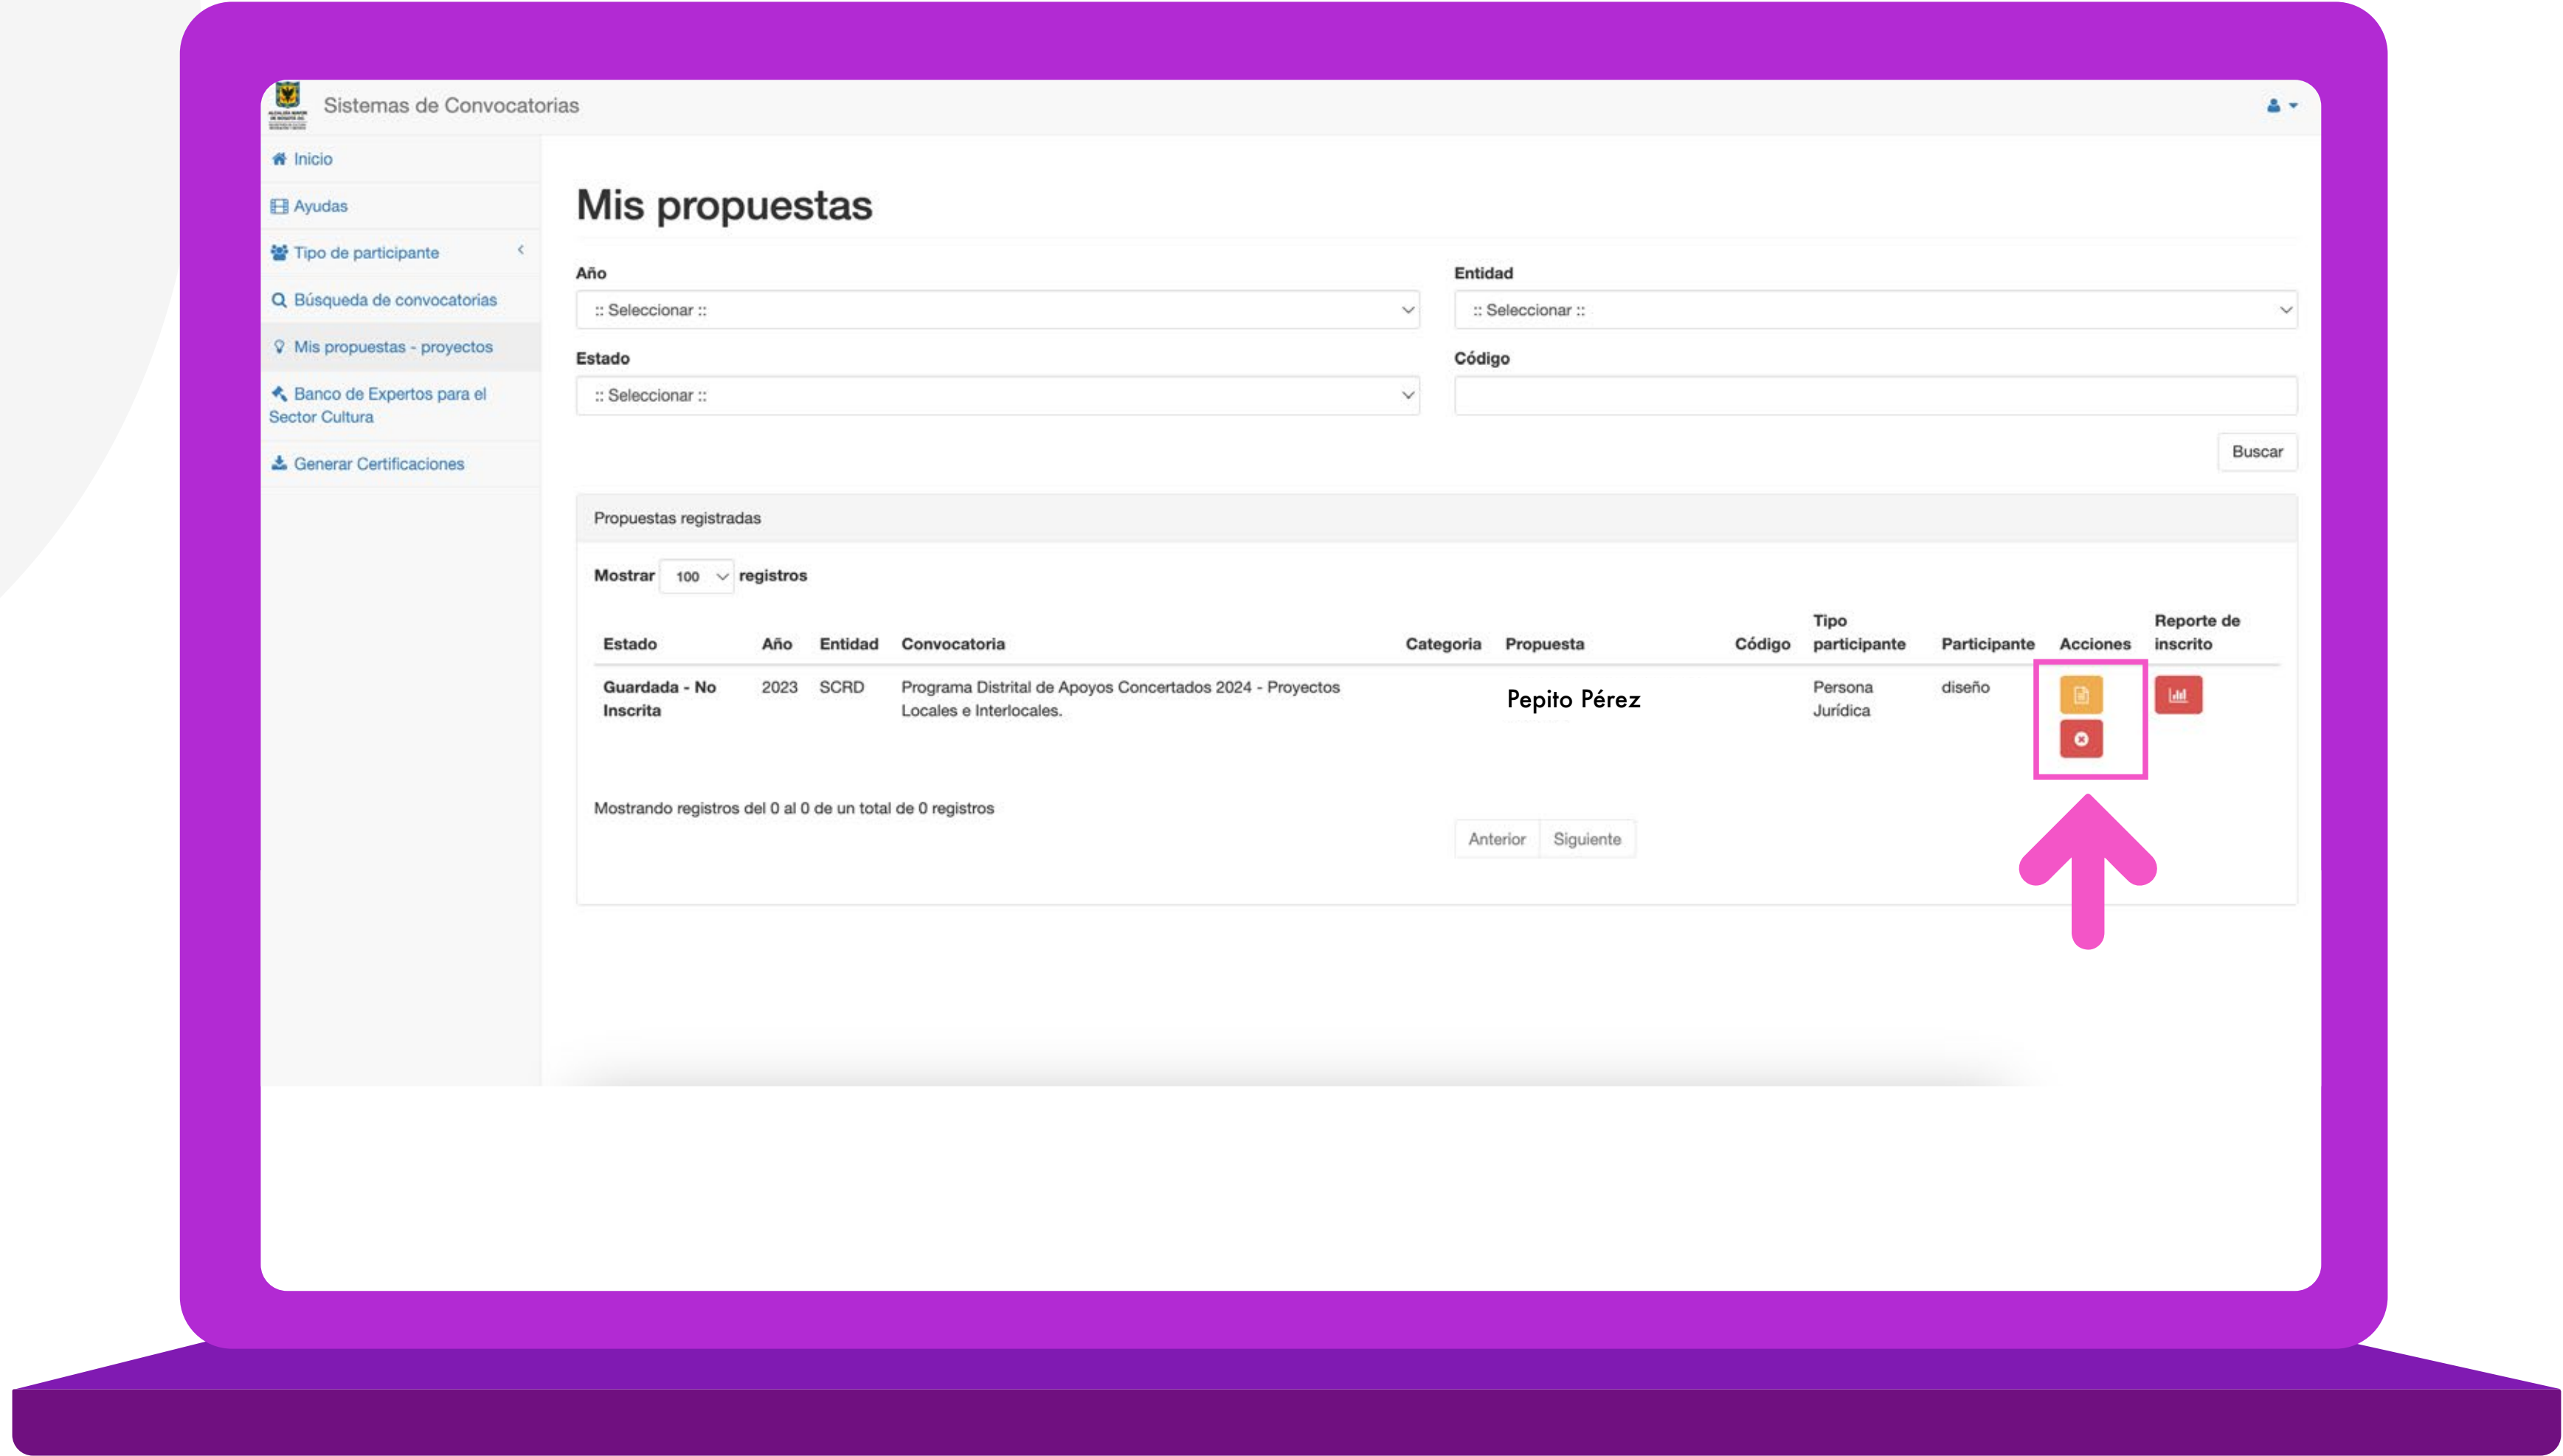 Sistemas de Convocatorias
Inicio
Ayudas
Tipo de participante
Búsqueda de convocatorias
Mis propuestas - proyectos
Banco de Expertos para el
Sector Cultura
Generar Certificaciones
Mis propuestas
Año
:: Seleccionar ::
Entidad
:: Seleccionar ::
Estado
:: Seleccionar ::
Código
Buscar
Propuestas registradas
Mostrar 100 registros
Estado Año Entidad Convocatoria Categoria Propuesta Código Tipo participante Participante Acciones Reporte de inscrito
Guardada - No 2023 SCRD Programa Distrital de Apoyos Concertados 2024 - Proyectos Pepito Pérez Persona diseño
Inscrita Locales e Interlocales. Jurídica
Mostrando registros del 0 al 0 de un total de 0 registros
Anterior Siguiente